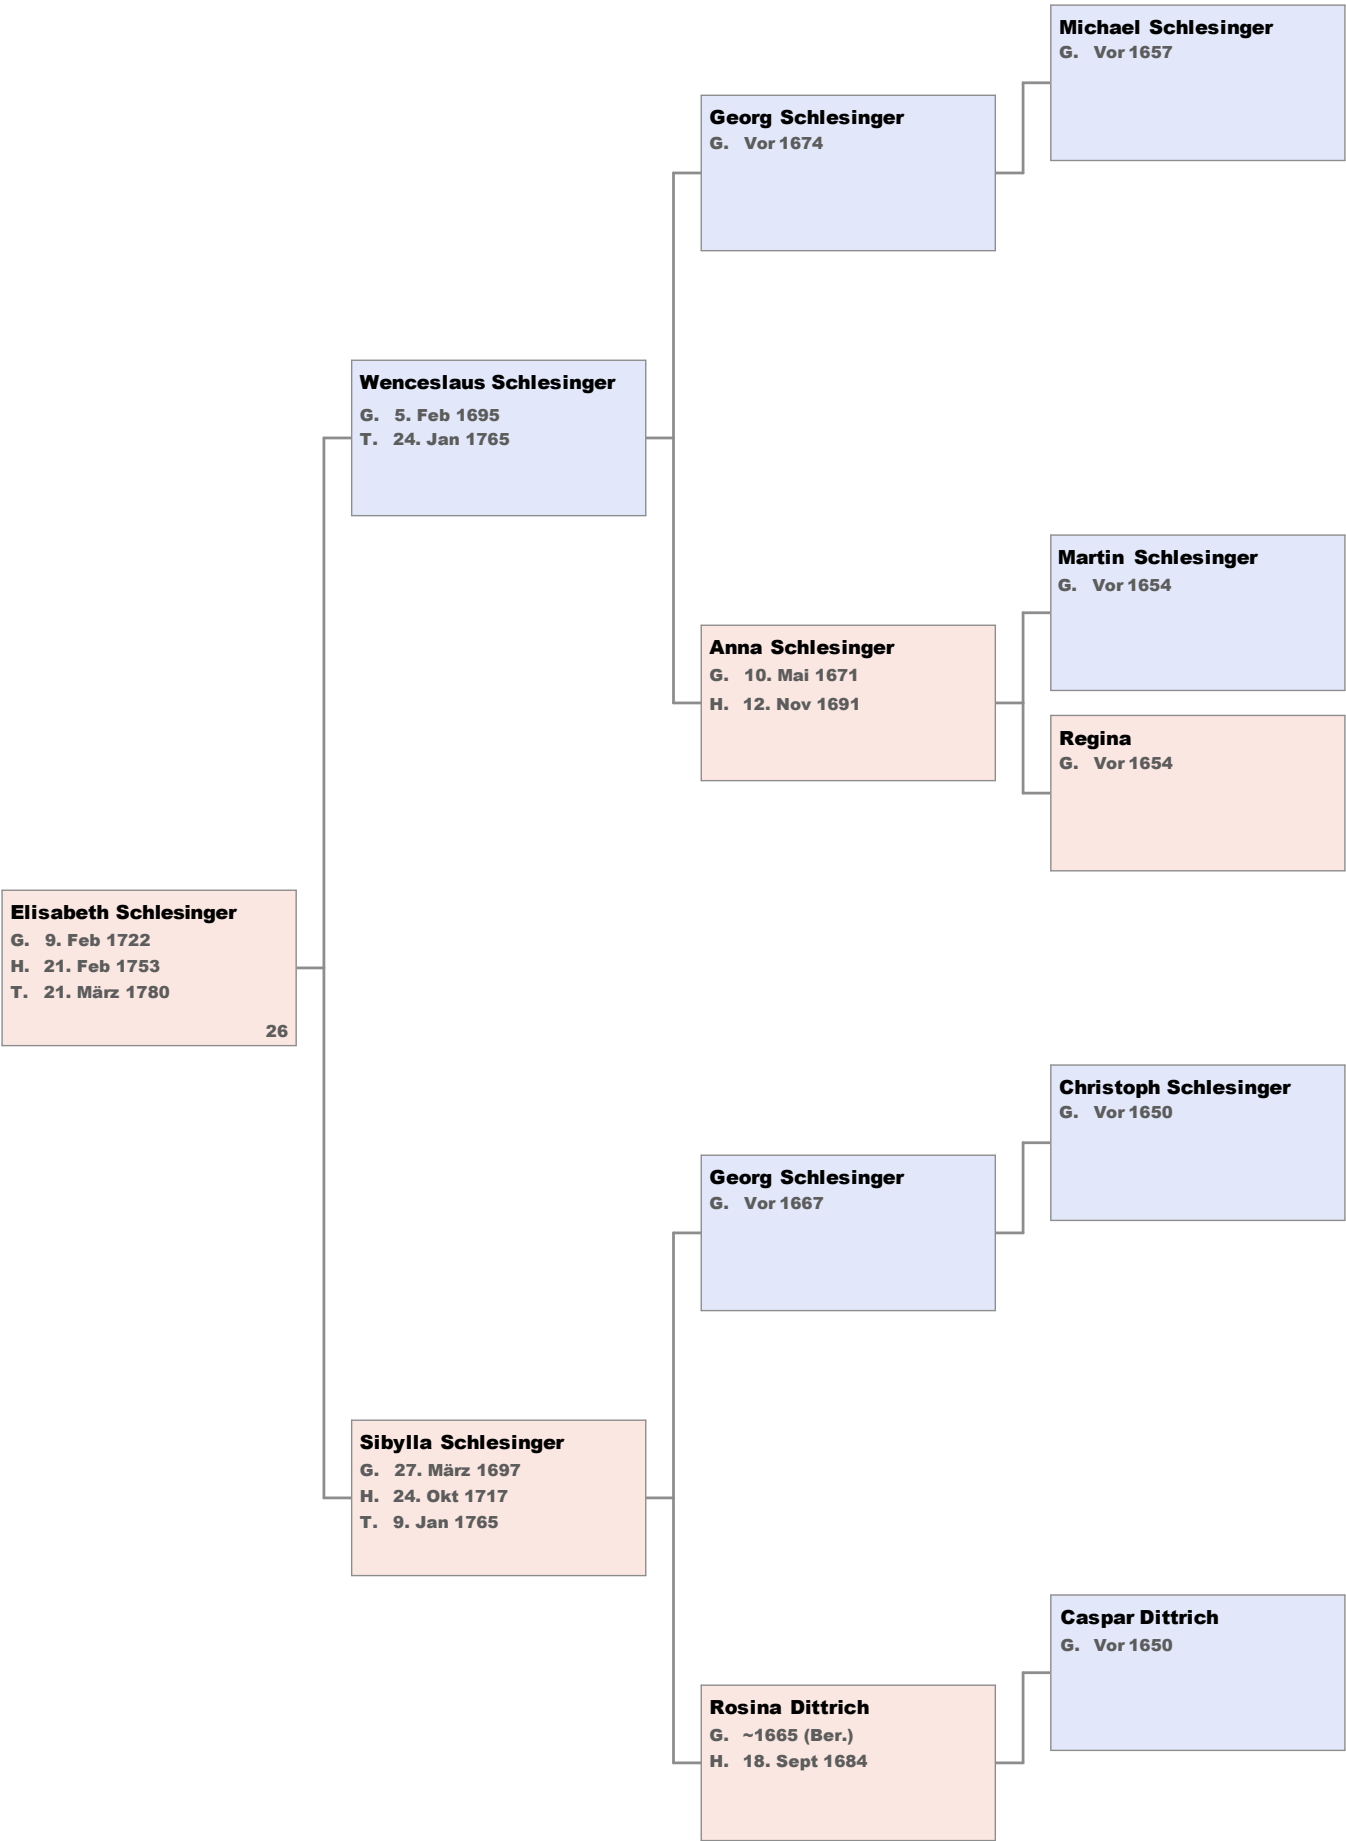 Michael Schlesinger
G. Vor 1657
Georg Schlesinger
G. Vor 1674
Wenceslaus Schlesinger
G. 5. Feb 1695
T. 24. Jan 1765
Martin Schlesinger
G. Vor 1654
Anna Schlesinger
G. 10. Mai 1671
H. 12. Nov 1691
Regina
G. Vor 1654
Elisabeth Schlesinger
G. 9. Feb 1722
H. 21. Feb 1753
T. 21. März 1780
26
Christoph Schlesinger
G. Vor 1650
Georg Schlesinger
G. Vor 1667
Sibylla Schlesinger
G. 27. März 1697
H. 24. Okt 1717
T. 9. Jan 1765
Caspar Dittrich
G. Vor 1650
Rosina Dittrich
G. ~1665 (Ber.)
H. 18. Sept 1684